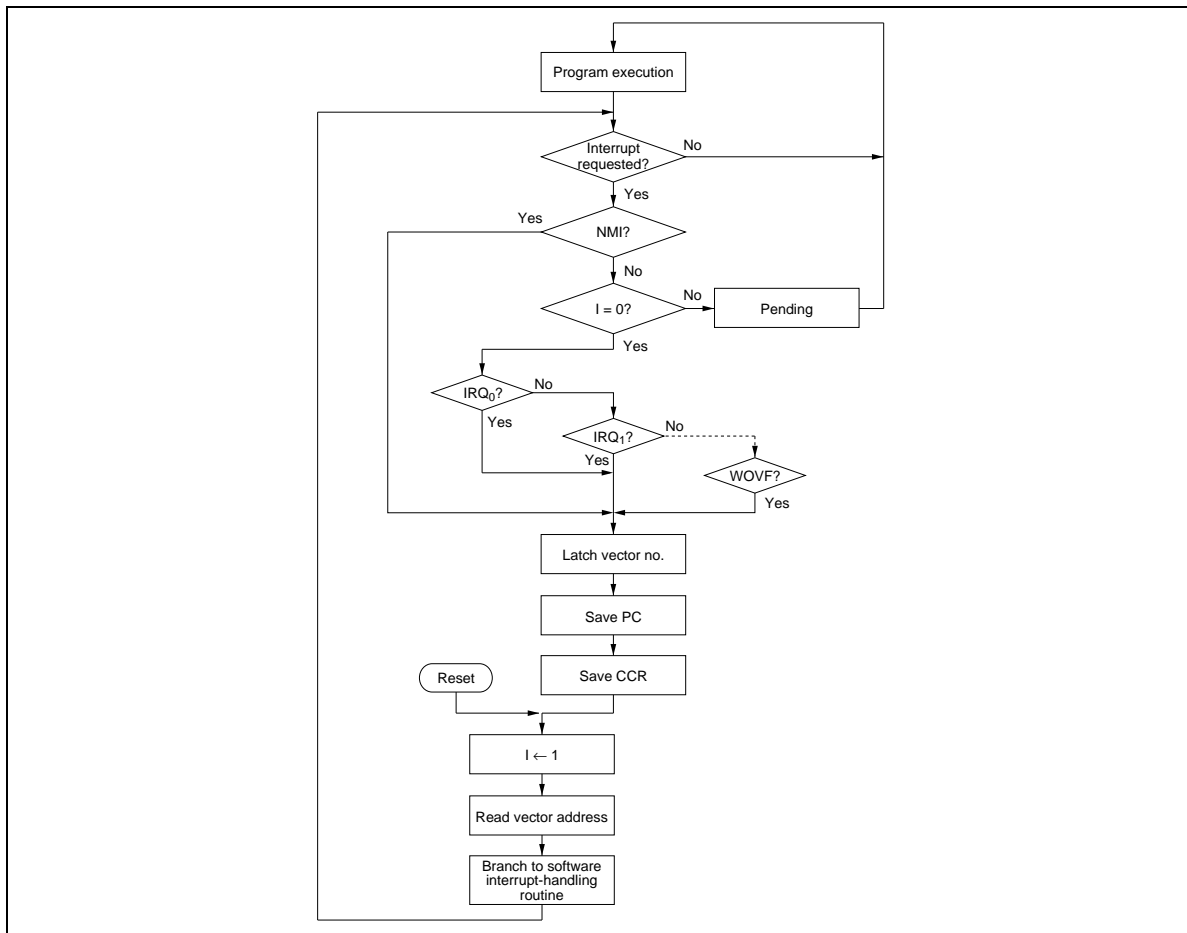 Program execution
Interrupt
requested?
No
Yes
Yes
NMI?
No
I = 0?
No
Pending
Yes
IRQ₀?
No
Yes
IRQ₁?
No
Yes
WOVF?
Yes
Latch vector no.
Save PC
Save CCR
Reset
I ← 1
Read vector address
Branch to software
interrupt-handling
routine